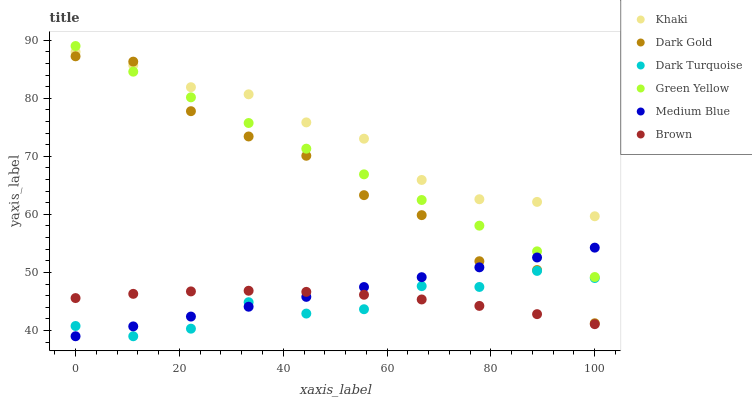 title
Khaki
Dark Gold
Dark Turquoise
Green Yellow
Medium Blue
Brown
yaxis_label
90
80
70
60
50
40
0 20 40 60 80 100
xaxis_label